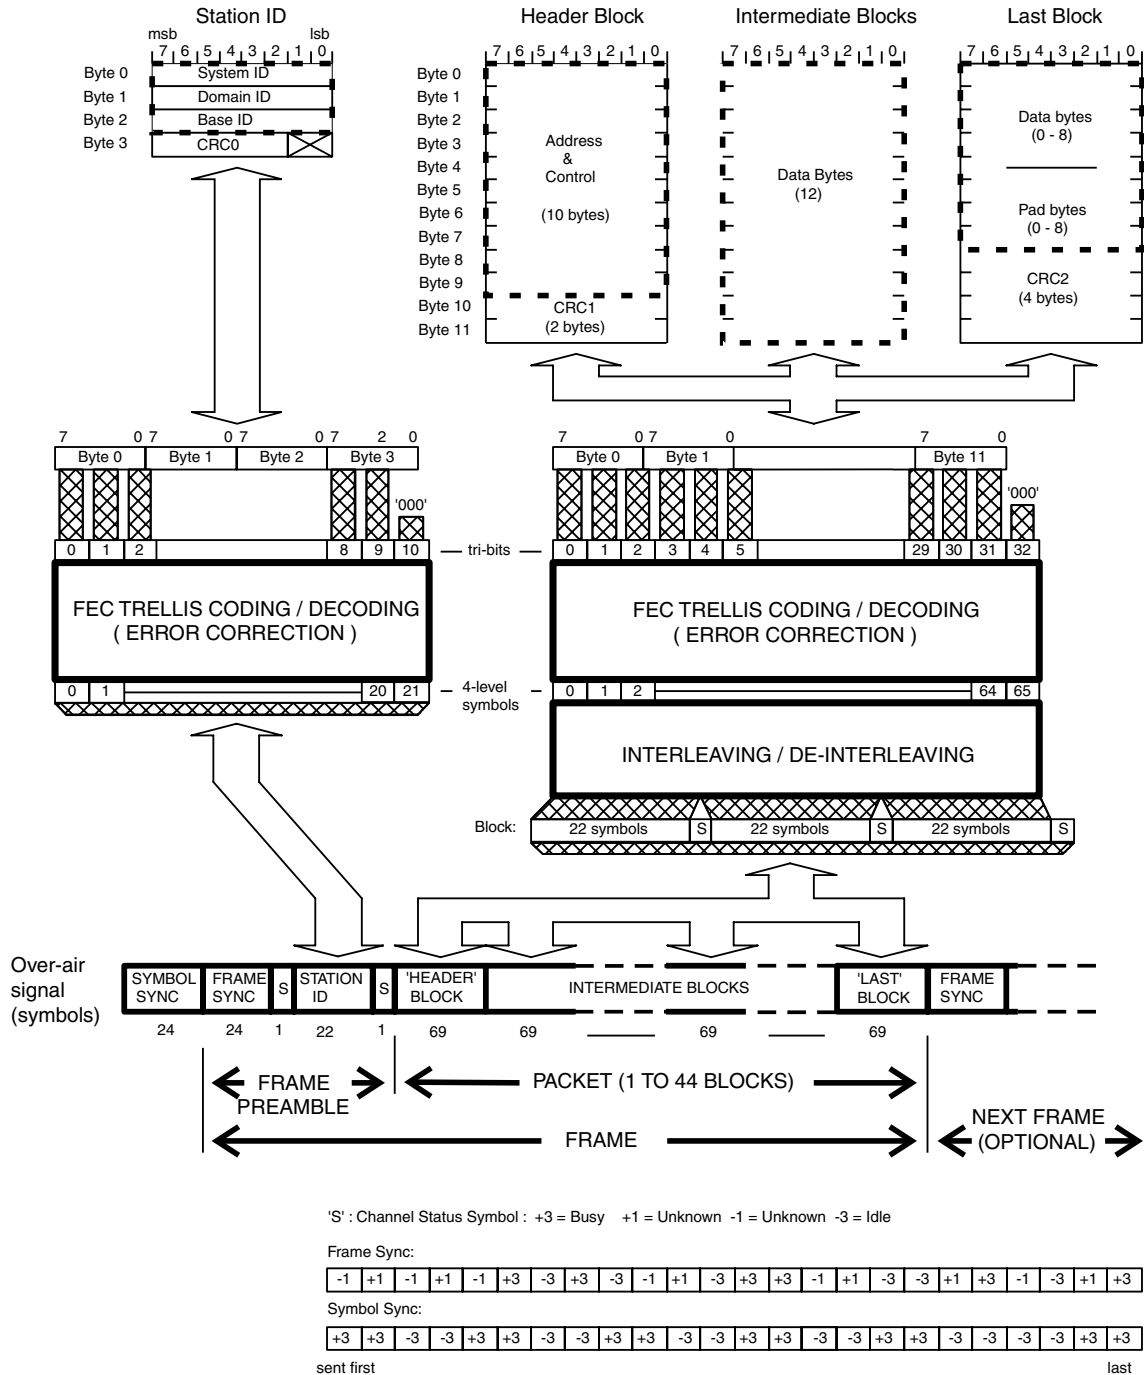 Station ID
Header Block
Intermediate Blocks
Last Block
msb lsb
7 6 5 4 3 2 1 0
7 6 5 4 3 2 1 0
7 6 5 4 3 2 1 0
7 6 5 4 3 2 1 0
Byte 0 System ID
Byte 1 Domain ID
Byte 2 Base ID
Byte 3 CRC0
Byte 0
Byte 1
Byte 2
Byte 3
Byte 4
Byte 5
Byte 6
Byte 7
Byte 8
Byte 9
Byte 10
Byte 11
Address
&
Control
(10 bytes)
CRC1
(2 bytes)
Data Bytes
(12)
Data bytes
(0 - 8)
Pad bytes
(0 - 8)
CRC2
(4 bytes)
7 0 7 0 7 0 7 2 0
Byte 0 Byte 1 Byte 2 Byte 3
'000'
0 1 2 8 9 10
tri-bits
7 0 7 0 7 0
Byte 0 Byte 1 Byte 11
'000'
0 1 2 3 4 5 29 30 31 32
FEC TRELLIS CODING / DECODING
( ERROR CORRECTION )
FEC TRELLIS CODING / DECODING
( ERROR CORRECTION )
0 1 20 21
4-level
symbols
0 1 2 64 65
INTERLEAVING / DE-INTERLEAVING
Block: 22 symbols S 22 symbols S 22 symbols S
Over-air
signal
(symbols)
SYMBOL
SYNC
FRAME
SYNC
S
STATION
ID
S
'HEADER'
BLOCK
INTERMEDIATE BLOCKS
'LAST'
BLOCK
FRAME
SYNC
24 24 1 22 1 69 69 69 69
FRAME
PREAMBLE
PACKET (1 TO 44 BLOCKS)
FRAME
NEXT FRAME
(OPTIONAL)
'S' : Channel Status Symbol : +3 = Busy +1 = Unknown -1 = Unknown -3 = Idle
Frame Sync:
-1 +1 -1 +1 -1 +3 -3 +3 -3 -1 +1 -3 +3 +3 -1 +1 -3 -3 +1 +3 -1 -3 +1 +3
Symbol Sync:
+3 +3 -3 -3 +3 +3 -3 -3 +3 +3 -3 -3 +3 +3 -3 -3 +3 +3 -3 -3 -3 -3 +3 +3
sent first last